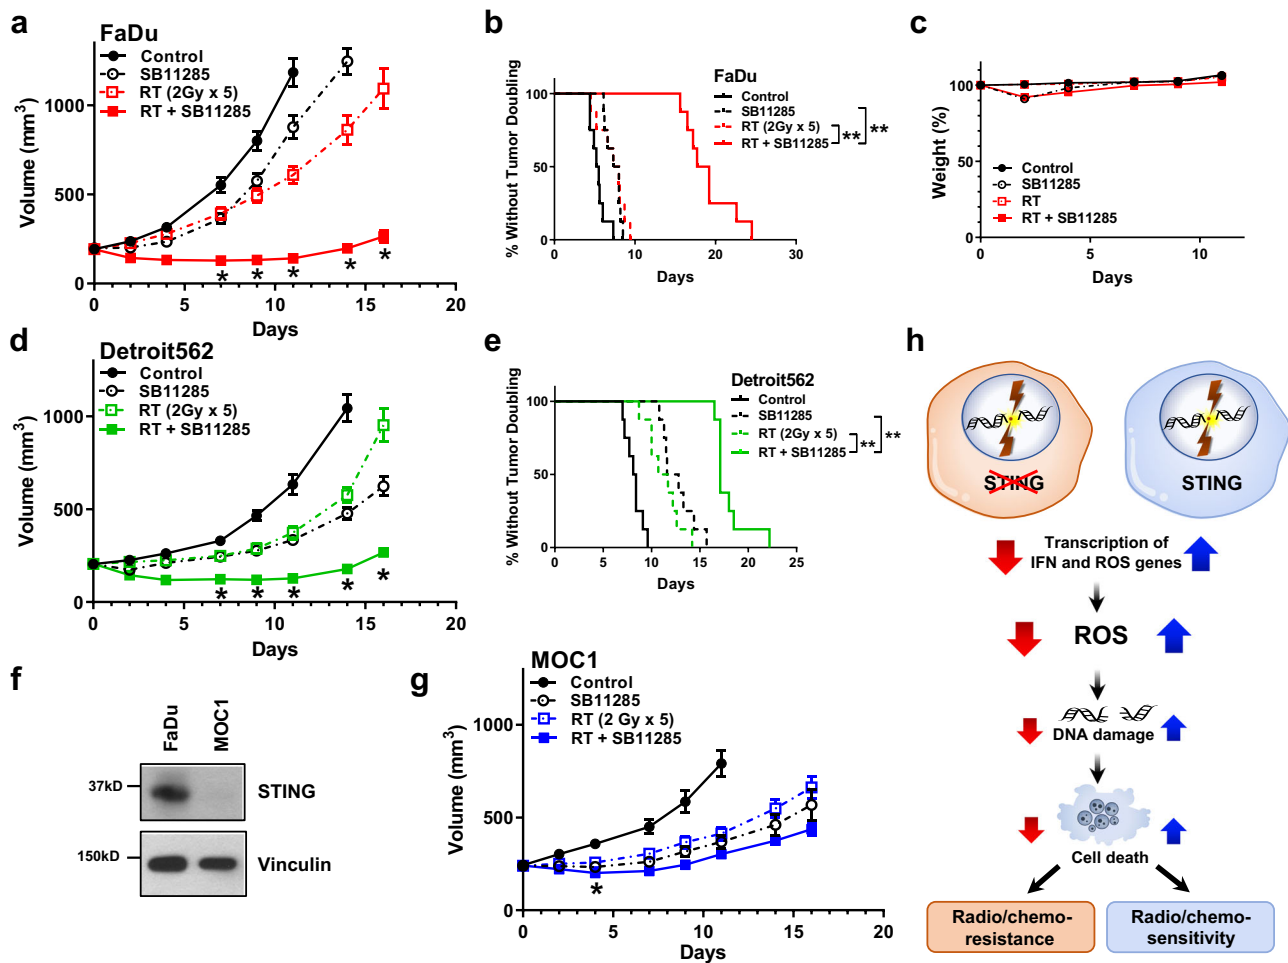 a
FaDu
Control
SB11285
RT (2Gy x 5)
RT + SB11285
Volume (mm3)
1000
500
0
0 5 10 15 20
* * * * *
Days
b
FaDu
Control
SB11285
RT (2Gy x 5)
RT + SB11285
** **
% Without Tumor Doubling
100
50
0
0 10 20 30
Days
c
Weight (%)
100
50
0
Control
SB11285
RT
RT + SB11285
0 5 10
Days
d
Detroit562
Control
SB11285
RT (2Gy x 5)
RT + SB11285
Volume (mm3)
1000
500
0
0 5 10 15 20
* * * * *
Days
e
Detroit562
Control
SB11285
RT (2Gy x 5)
RT + SB11285
** **
% Without Tumor Doubling
100
50
0
0 5 10 15 20 25
Days
f
FaDu MOC1
37kD STING
150kD Vinculin
g
MOC1
Control
SB11285
RT (2 Gy x 5)
RT + SB11285
Volume (mm3)
1000
500
0
0 5 10 15 20
*
Days
h
STING STING
Transcription of
IFN and ROS genes
ROS
DNA damage
Cell death
Radio/chemo-
resistance
Radio/chemo-
sensitivity